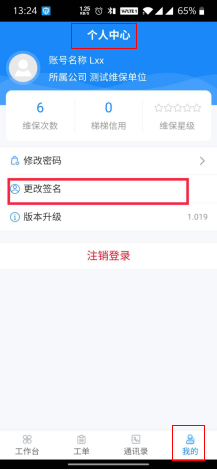 13:24 1.25 KB/S 65%
个人中心
账号名称 Lxx
所属公司 测试维保单位
6 0
维保次数 梯梯信用 维保星级
修改密码
更改签名
版本升级 1.019
注销登录
工作台 工单 通讯录 我的